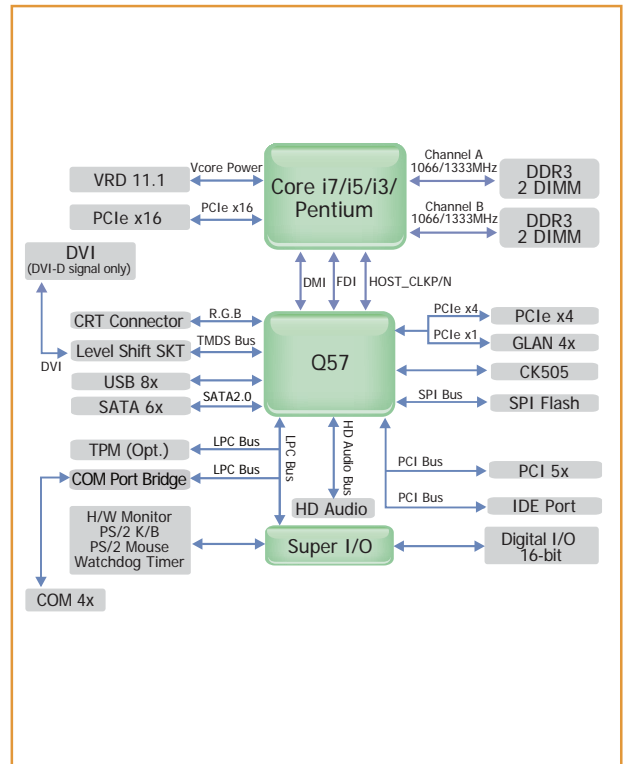 Channel A
1066/1333MHz
Vcore Power
VRD 11.1
Core i7/i5/i3/
Pentium
DDR3
2 DIMM
PCIe x16
PCIe x16
Channel B
1066/1333MHz
DDR3
2 DIMM
DVI
(DVI-D signal only)
DMI
FDI
HOST_CLKP/N
CRT Connector
R.G.B
PCIe x4
PCIe x4
Level Shift SKT
TMDS Bus
Q57
PCIe x1
GLAN 4x
DVI
USB 8x
CK505
SATA 6x
SATA2.0
SPI Bus
SPI Flash
TPM (Opt.)
LPC Bus
LPC Bus
HD Audio Bus
PCI Bus
PCI 5x
COM Port Bridge
LPC Bus
PCI Bus
IDE Port
HD Audio
H/W Monitor
PS/2 K/B
PS/2 Mouse
Watchdog Timer
Super I/O
Digital I/O
16-bit
COM 4x